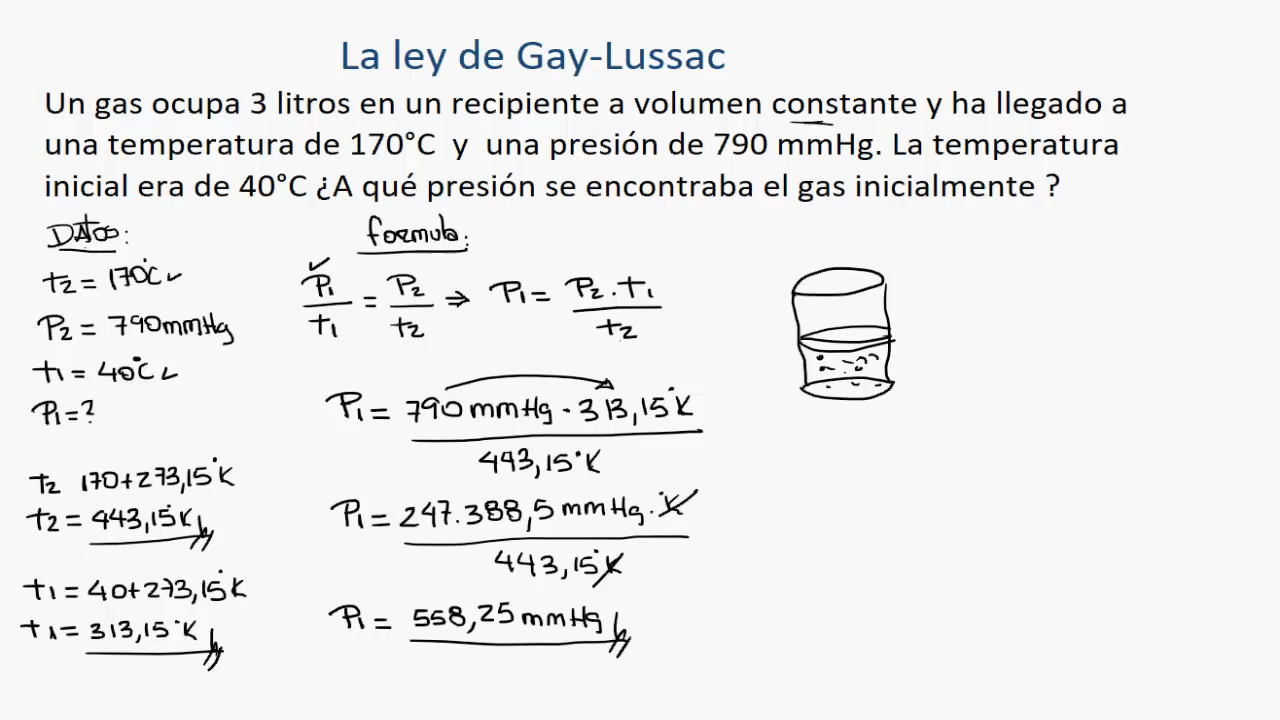 La ley de Gay-Lussac
Un gas ocupa 3 litros en un recipiente a volumen constante y ha llegado a
una temperatura de 170°C y una presión de 790 mmHg. La temperatura
inicial era de 40°C ¿A qué presión se encontraba el gas inicialmente ?
DATOS:
t2 = 170°C
P2 = 790mmHg
t1 = 40°C
P1 = ?
t2 170+273,15°K
t2 = 443,15°K
t1 = 40+273,15°K
t1 = 313,15°K
formula:
P1/t1 = P2/t2 ⇒ P1 = P2 · t1/t2
P1 = 790 mmHg · 313,15°K
443,15°K
P1 = 247.388,5 mmHg · °K
443,15°K
P1 = 558,25 mmHg